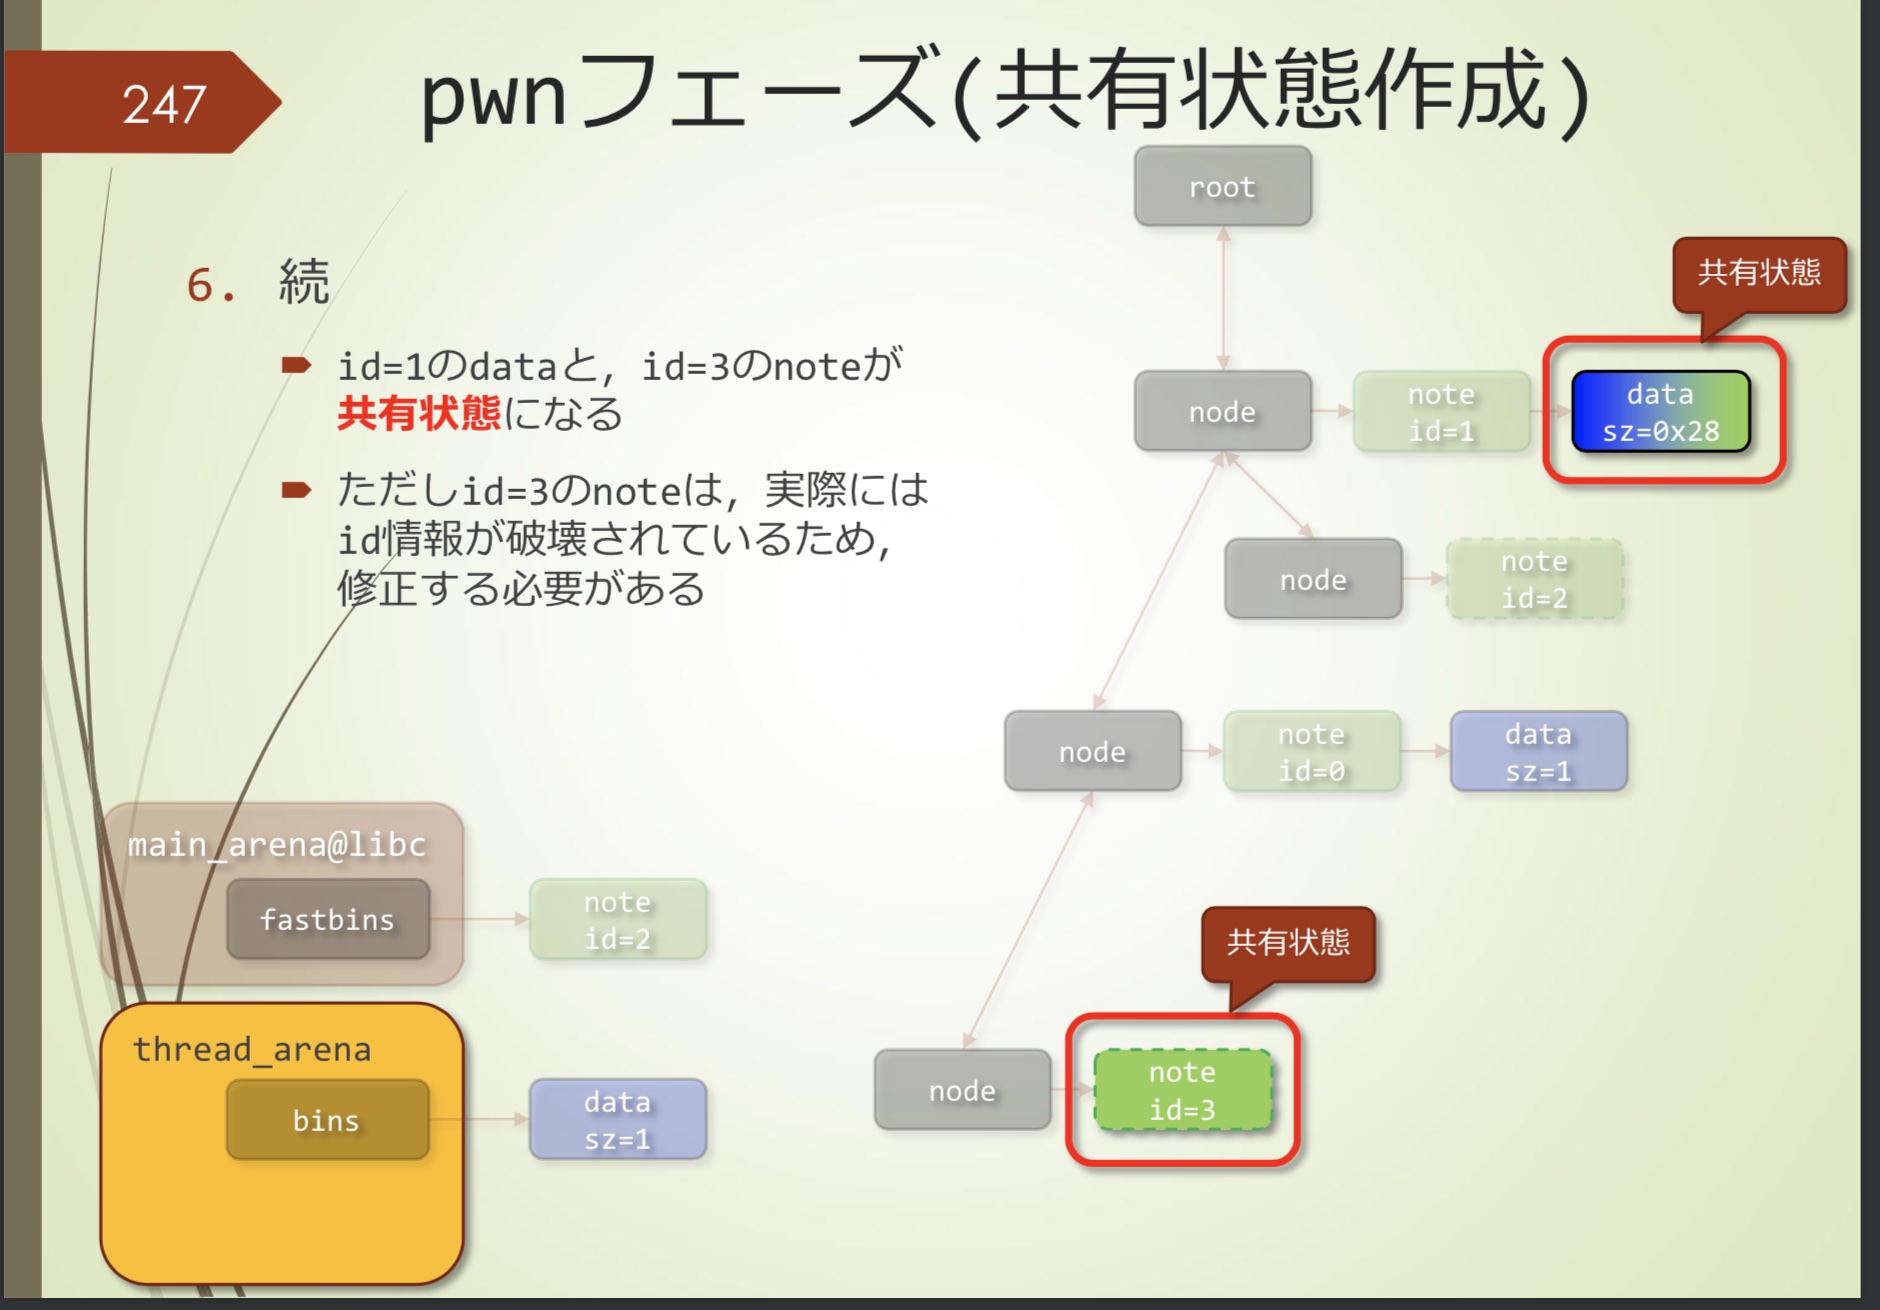 247
pwnフェーズ(共有状態作成)
6. 続
id=1のdataと，id=3のnoteが
共有状態になる
ただしid=3のnoteは，実際には
id情報が破壊されているため，
修正する必要がある
root
共有状態
node
note
id=1
data
sz=0x28
node
note
id=2
node
note
id=0
data
sz=1
main_arena@libc
fastbins
note
id=2
共有状態
thread_arena
bins
data
sz=1
node
note
id=3